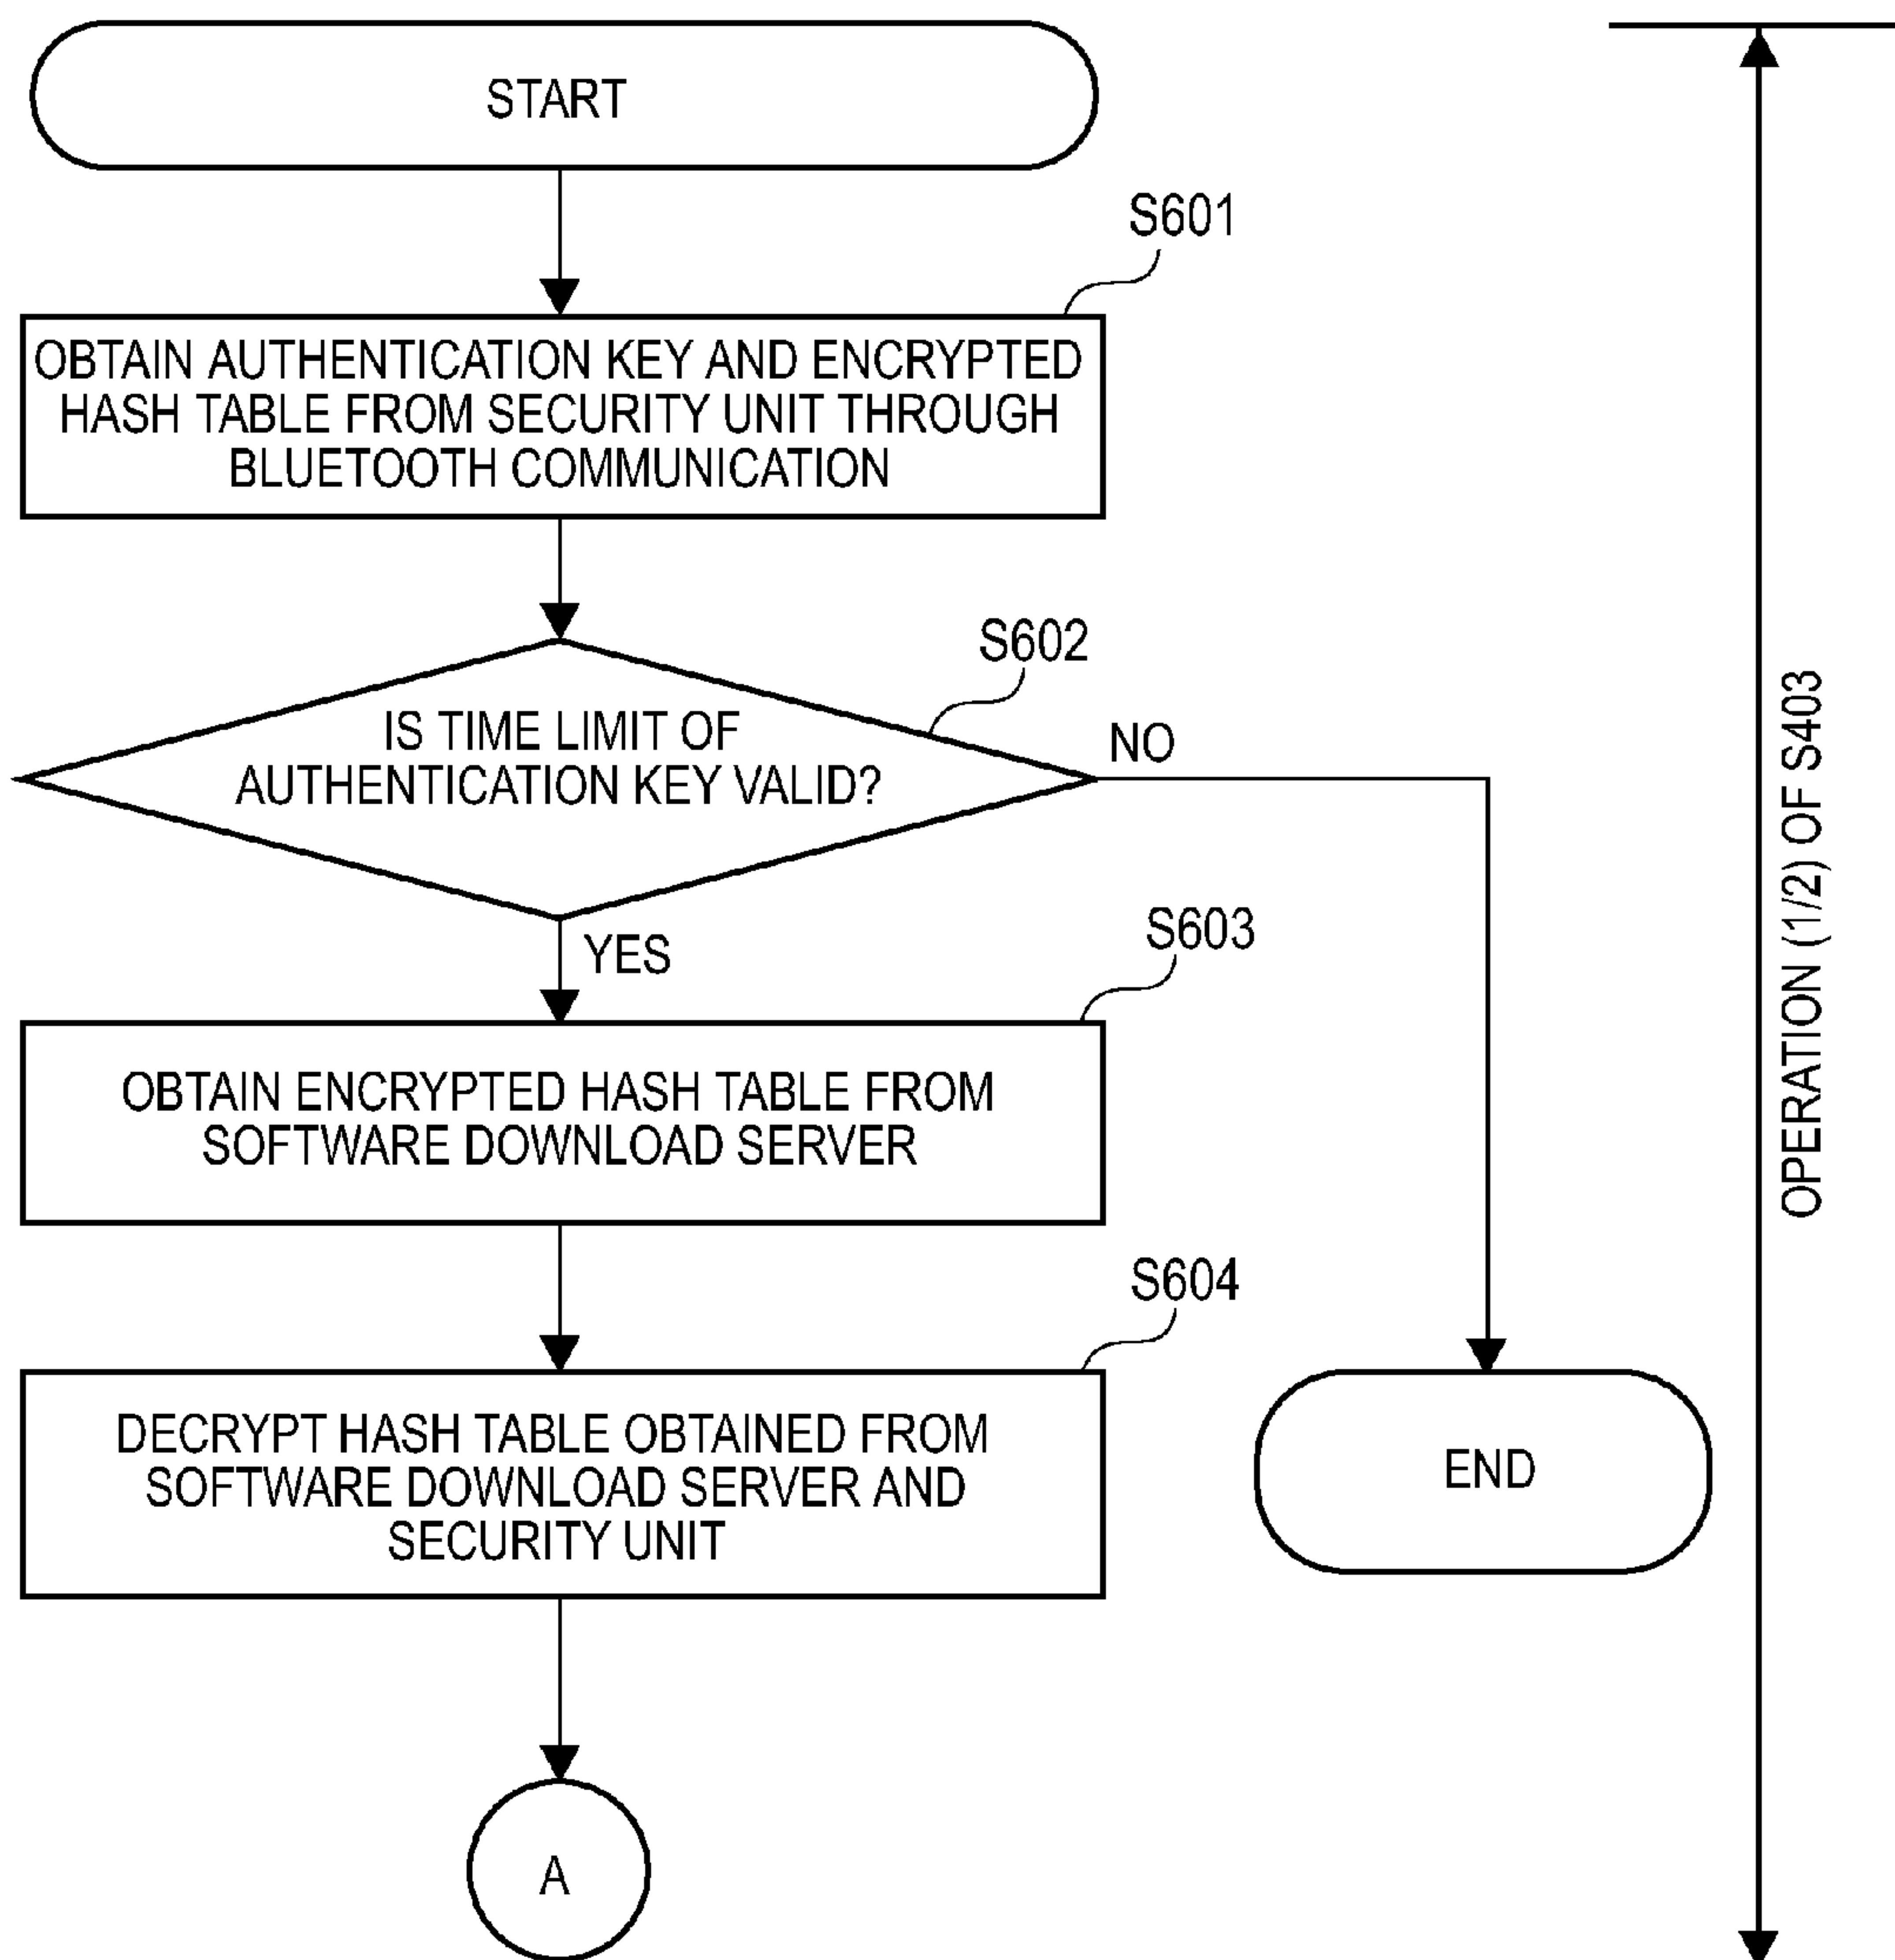 START
S601
OBTAIN AUTHENTICATION KEY AND ENCRYPTED
HASH TABLE FROM SECURITY UNIT THROUGH
BLUETOOTH COMMUNICATION
S602
IS TIME LIMIT OF
AUTHENTICATION KEY VALID?
NO
YES
S603
OBTAIN ENCRYPTED HASH TABLE FROM
SOFTWARE DOWNLOAD SERVER
S604
DECRYPT HASH TABLE OBTAINED FROM
SOFTWARE DOWNLOAD SERVER AND
SECURITY UNIT
END
A
OPERATION (1/2) OF S403